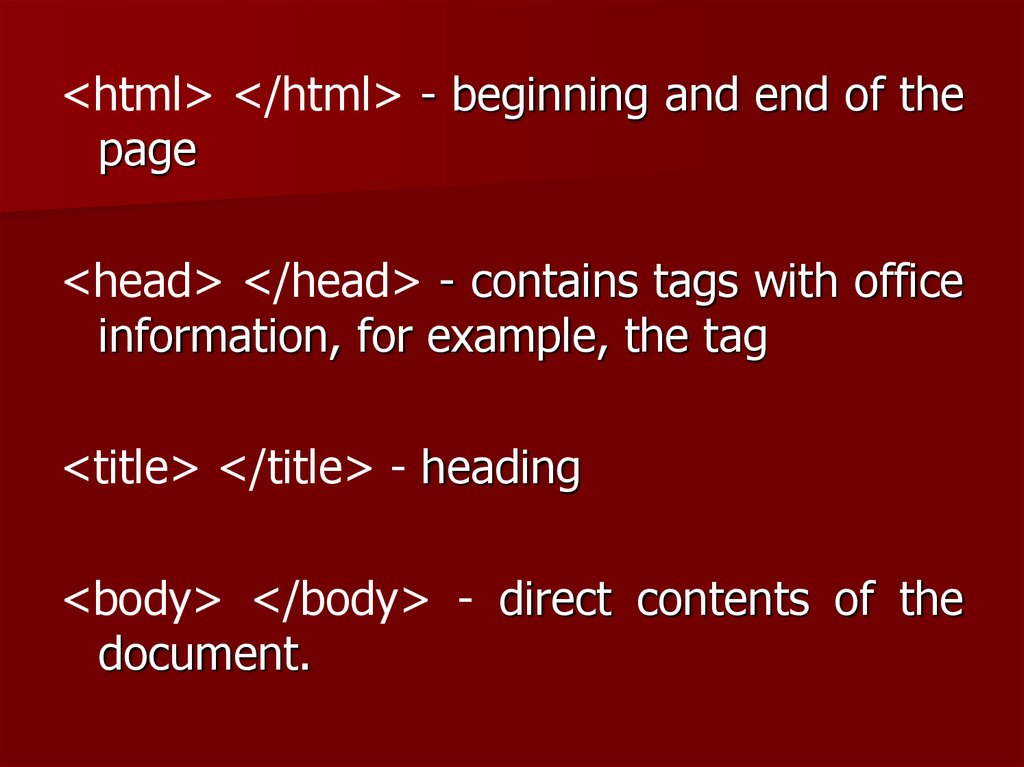 <html> </html> - beginning and end of the
page
<head> </head> - contains tags with office
information, for example, the tag
<title> </title> - heading
<body> </body> - direct contents of the
document.